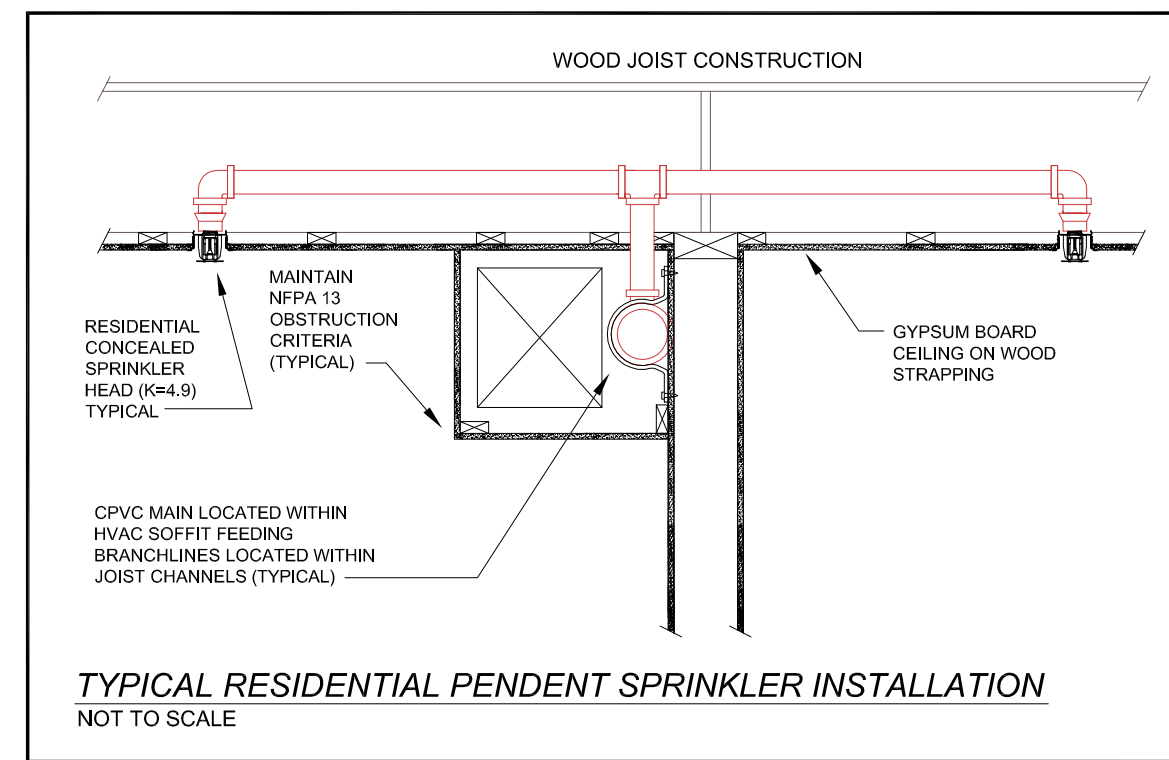 WOOD JOIST CONSTRUCTION
MAINTAIN
NFPA 13
OBSTRUCTION
CRITERIA
(TYPICAL)
RESIDENTIAL
CONCEALED
SPRINKLER
HEAD (K=4.9)
TYPICAL
GYPSUM BOARD
CEILING ON WOOD
STRAPPING
CPVC MAIN LOCATED WITHIN
HVAC SOFFIT FEEDING
BRANCHLINES LOCATED WITHIN
JOIST CHANNELS (TYPICAL)
TYPICAL RESIDENTIAL PENDENT SPRINKLER INSTALLATION
NOT TO SCALE